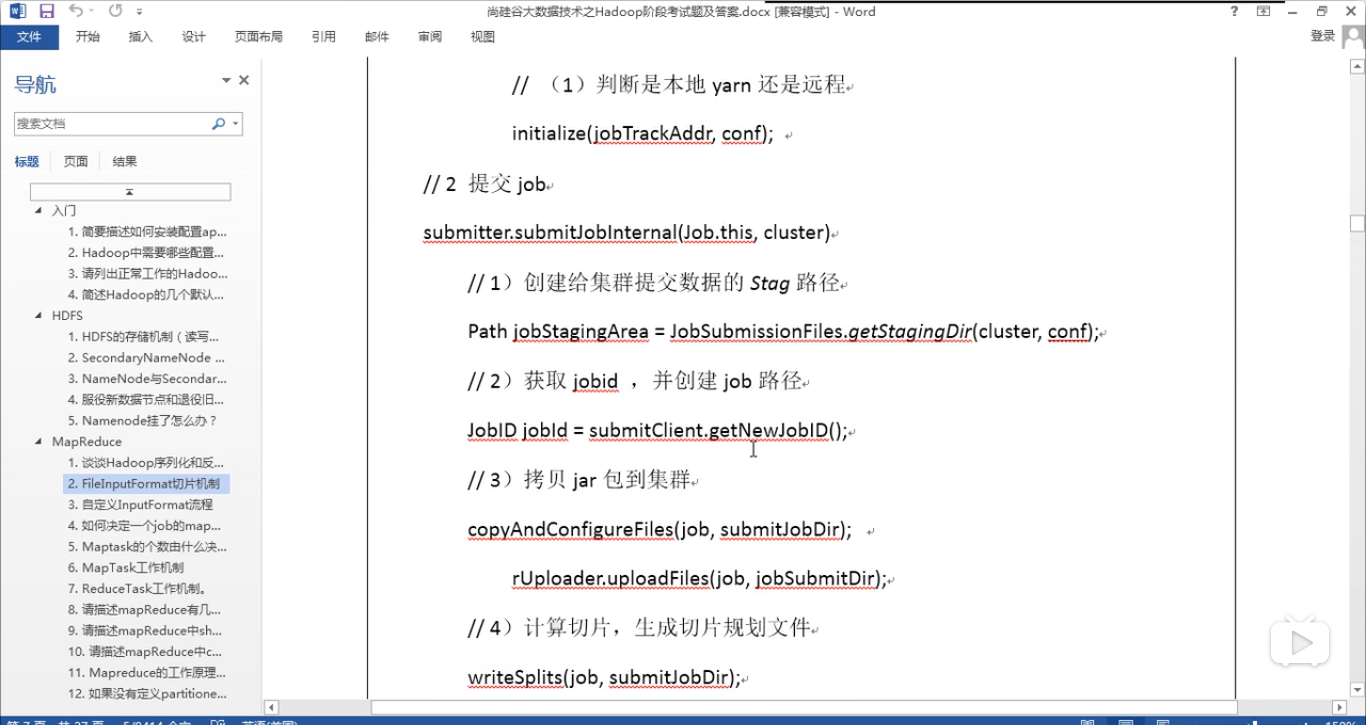 尚硅谷大数据技术之Hadoop阶段考试题及答案.docx [兼容模式] - Word
文件 开始 插入 设计 页面布局 引用 邮件 审阅 视图 登录
导航
搜索文档
标题 页面 结果
入门
1. 简要描述如何安装配置ap...
2. Hadoop中需要哪些配置...
3. 请列出正常工作的Hadoo...
4. 简述Hadoop的几个默认...
HDFS
1. HDFS的存储机制（读写...
2. SecondaryNameNode ...
3. NameNode与Secondar...
4. 服役新数据节点和退役旧...
5. Namenode挂了怎么办？
MapReduce
1. 谈谈Hadoop序列化和反...
2. FileInputFormat切片机制
3. 自定义InputFormat流程
4. 如何决定一个job的map...
5. Maptask的个数由什么决...
6. MapTask工作机制
7. ReduceTask工作机制。
8. 请描述mapReduce有几...
9. 请描述mapReduce中sh...
10. 请描述mapReduce中c...
11. Mapreduce的工作原理...
12. 如果没有定义partitione...
// （1）判断是本地 yarn 还是远程
initialize(jobTrackAddr, conf);
// 2 提交 job
submitter.submitJobInternal(Job.this, cluster)
// 1）创建给集群提交数据的 Stag 路径
Path jobStagingArea = JobSubmissionFiles.getStagingDir(cluster, conf);
// 2）获取 jobid ，并创建 job 路径
JobID jobId = submitClient.getNewJobID();
// 3）拷贝 jar 包到集群
copyAndConfigureFiles(job, submitJobDir);
rUploader.uploadFiles(job, jobSubmitDir);
// 4）计算切片，生成切片规划文件
writeSplits(job, submitJobDir);